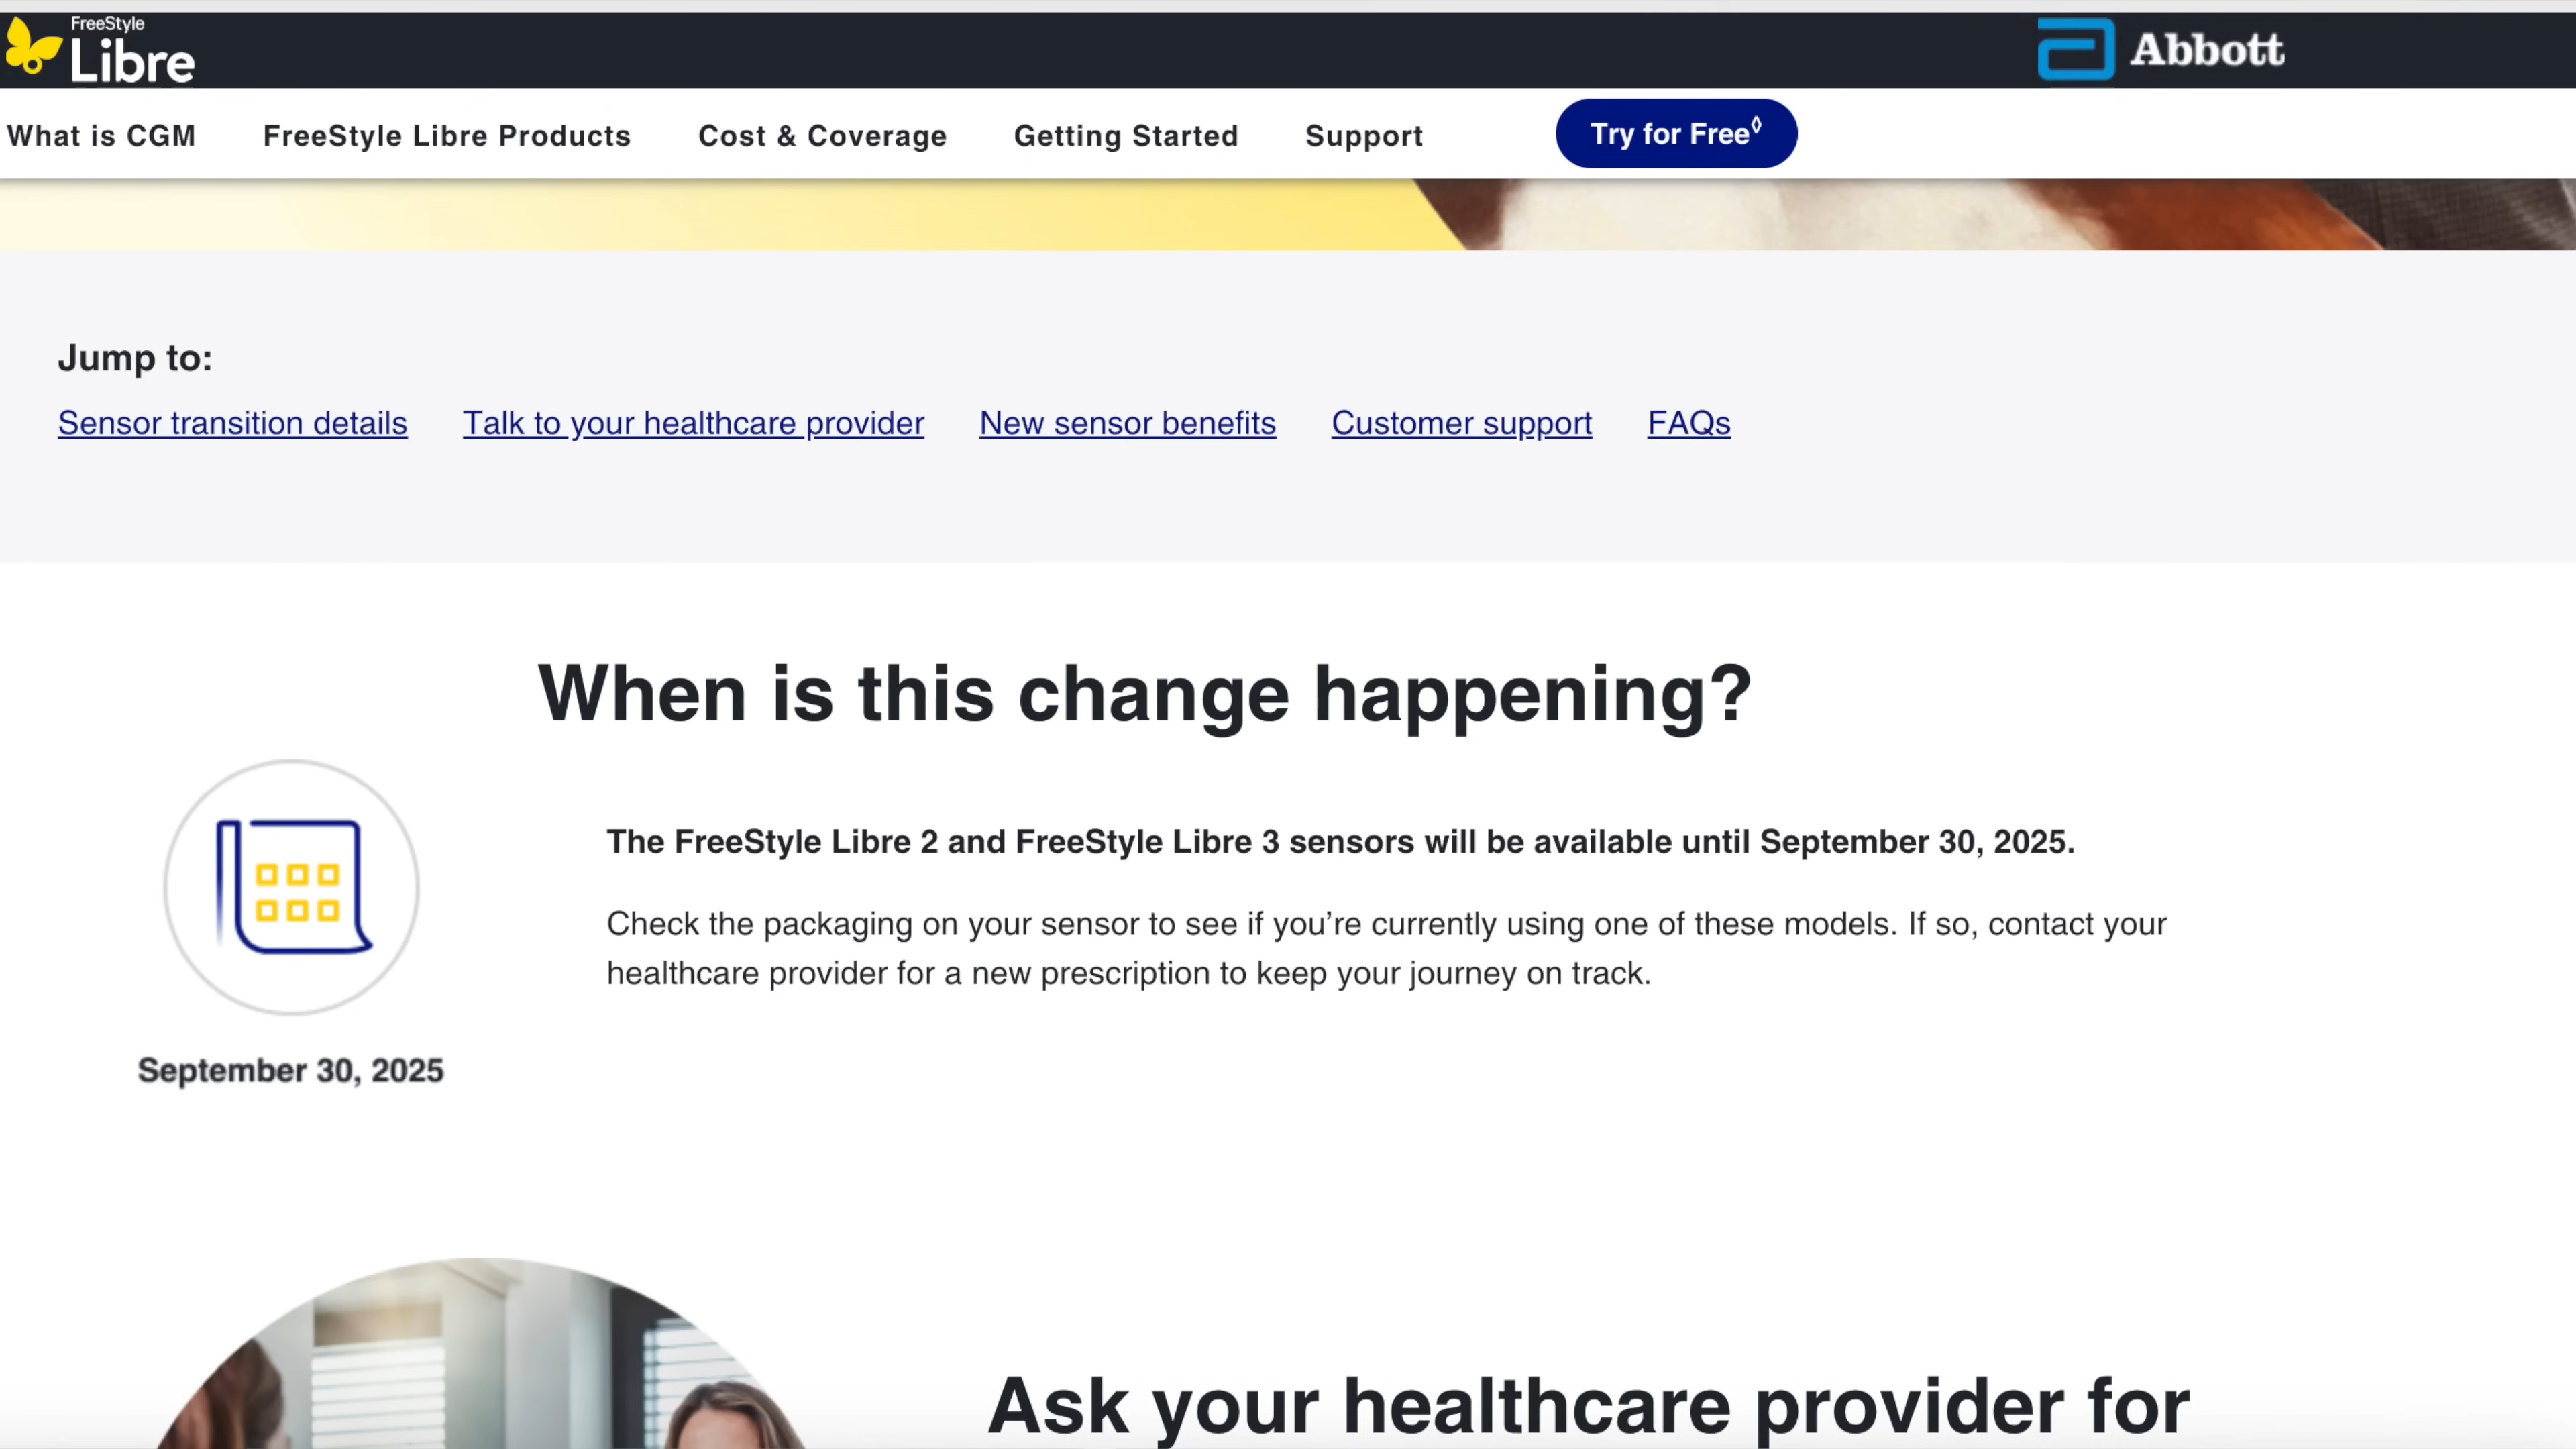 FreeStyle
Libre
Abbott
What is CGM FreeStyle Libre Products Cost & Coverage Getting Started Support Try for Free◊
Jump to:
Sensor transition details Talk to your healthcare provider New sensor benefits Customer support FAQs
When is this change happening?
The FreeStyle Libre 2 and FreeStyle Libre 3 sensors will be available until September 30, 2025.
Check the packaging on your sensor to see if you’re currently using one of these models. If so, contact your
healthcare provider for a new prescription to keep your journey on track.
September 30, 2025
Ask your healthcare provider for